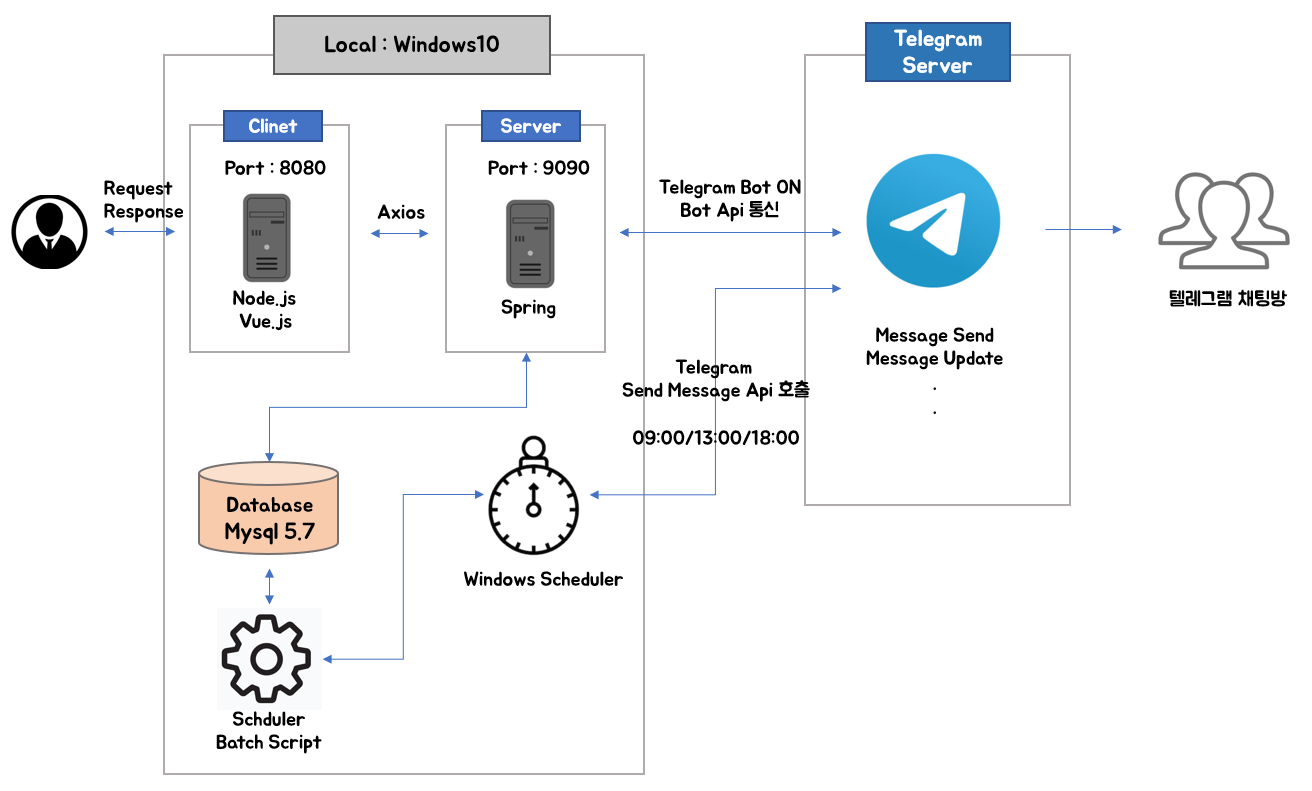 Local : Windows10
Telegram
Server
Clinet
Server
Port : 8080
Port : 9090
Request
Response
Axios
Telegram Bot ON
Bot Api 통신
Node.js
Vue.js
Spring
텔레그램 채팅방
Message Send
Message Update
.
.
Telegram
Send Message Api 호출
09:00/13:00/18:00
Database
Mysql 5.7
Windows Scheduler
Schduler
Batch Script